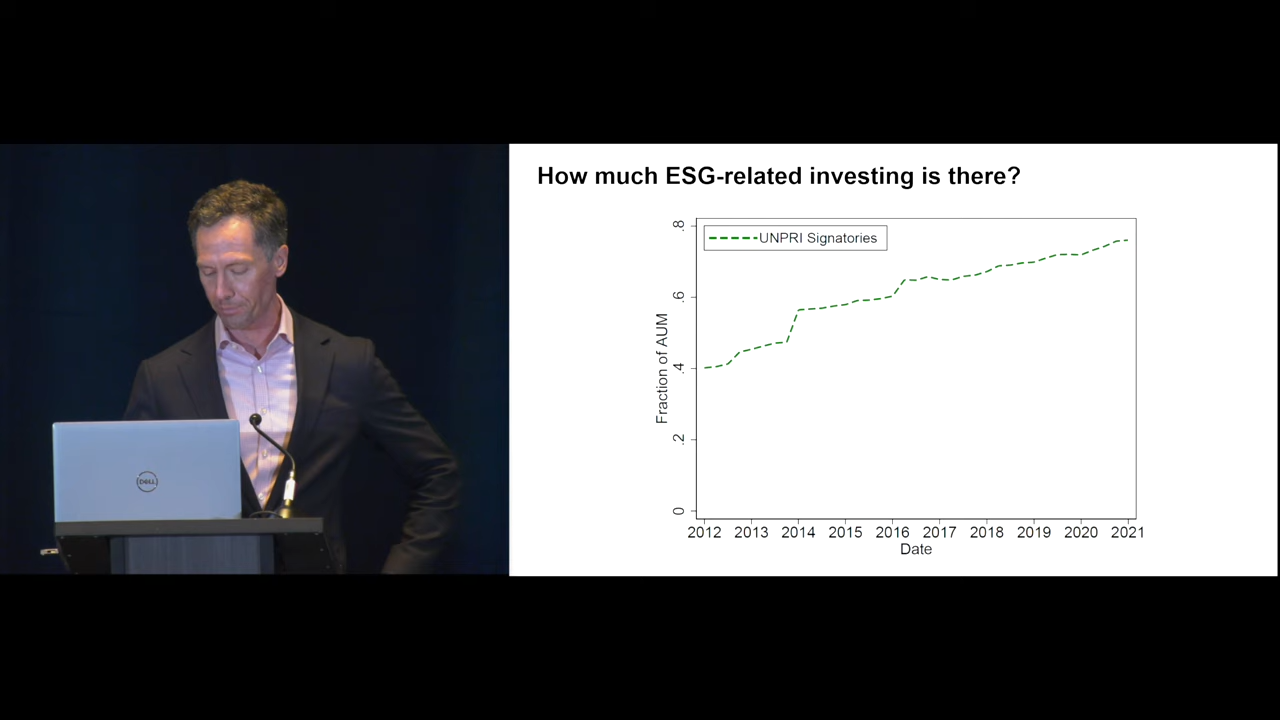 How much ESG-related investing is there?
UNPRI Signatories
.8
.6
.4
.2
0
Fraction of AUM
2012 2013 2014 2015 2016 2017 2018 2019 2020 2021
Date
DELL